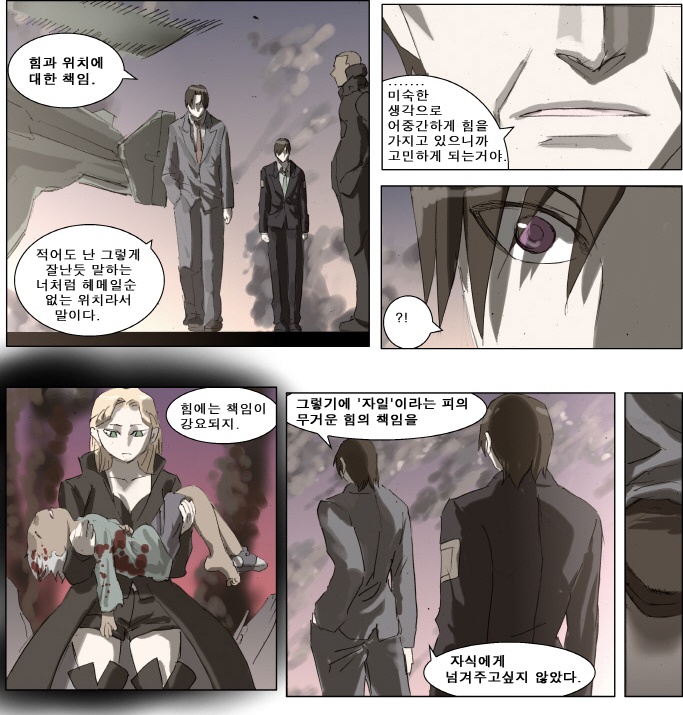 힘과 위치에
대한 책임.
적어도 난 그렇게
잘난듯 말하는
너처럼 헤메일순
없는 위치라서
말이다.
.......
미숙한
생각으로
어중간하게 힘을
가지고 있으니까
고민하게 되는거야.
?!
힘에는 책임이
강요되지.
그렇기에 '자일'이라는 피의
무거운 힘의 책임을
자식에게
넘겨주고싶지 않았다.